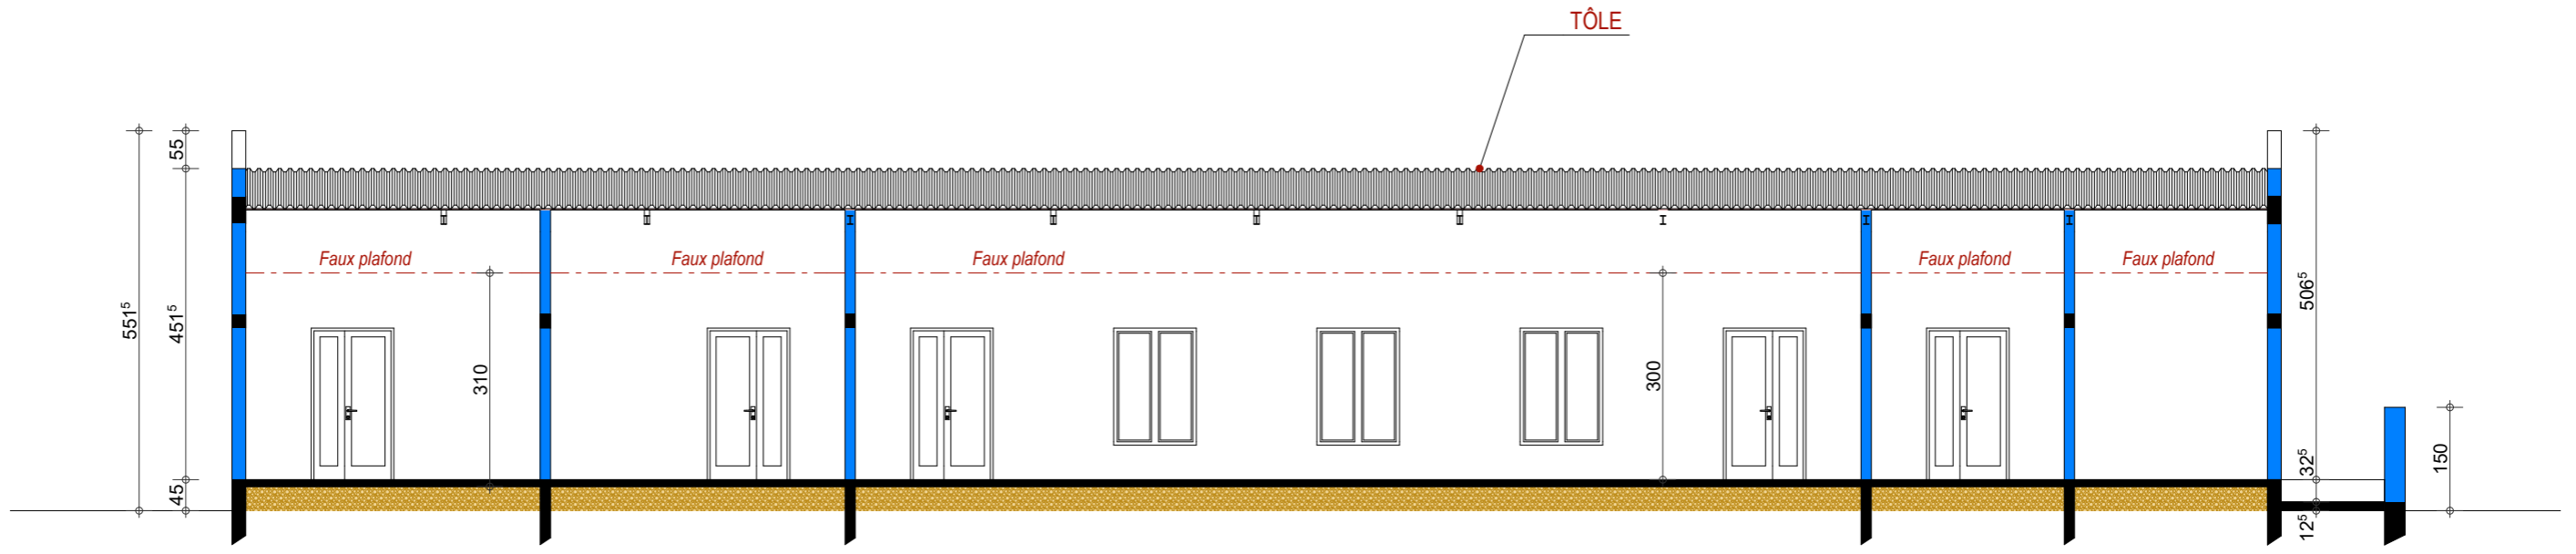 TÔLE
55
551⁵
451⁵
45
Faux plafond
Faux plafond
Faux plafond
Faux plafond
Faux plafond
310
300
506⁵
32⁵
12⁵
150